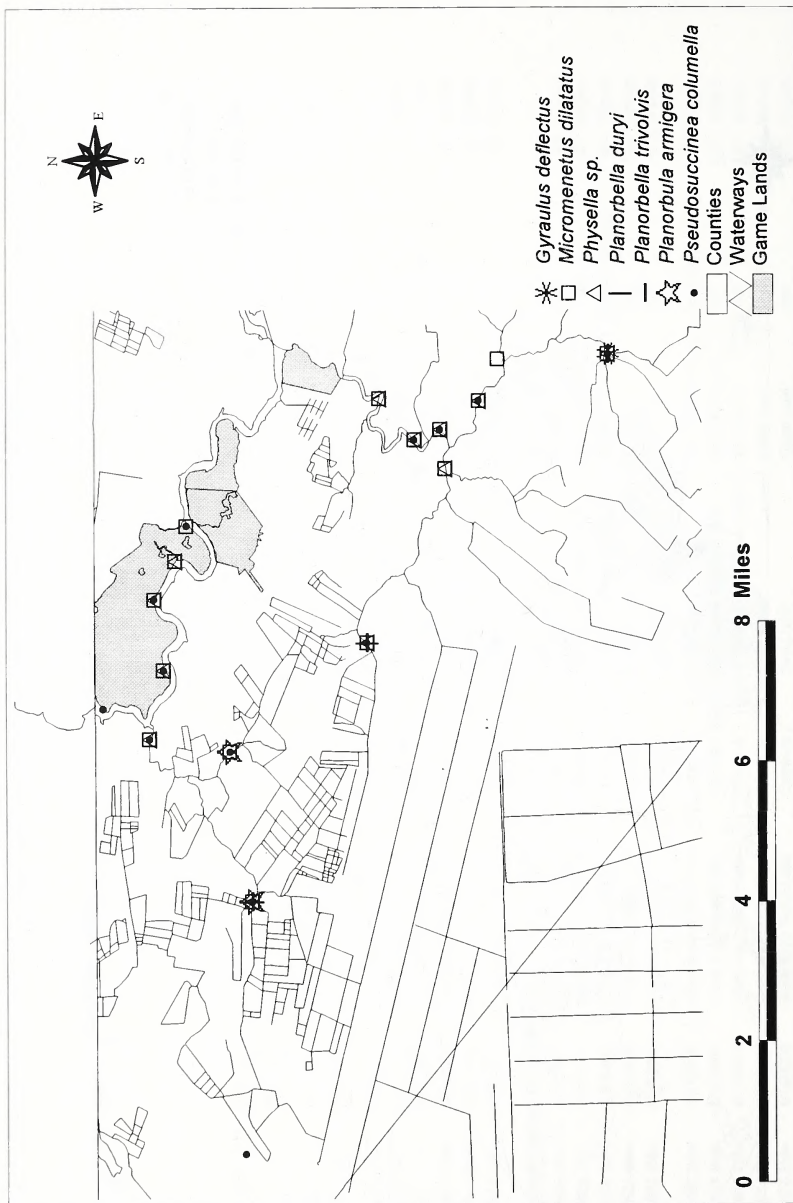 N
W E
S
Gyraulus deflectus
Micromenetus dilatatus
Physella sp.
Planorbella duryi
Planorbella trivolvis
Planorbula armigera
Pseudosuccinea columella
Counties
Waterways
Game Lands
0 2 4 6 8 Miles